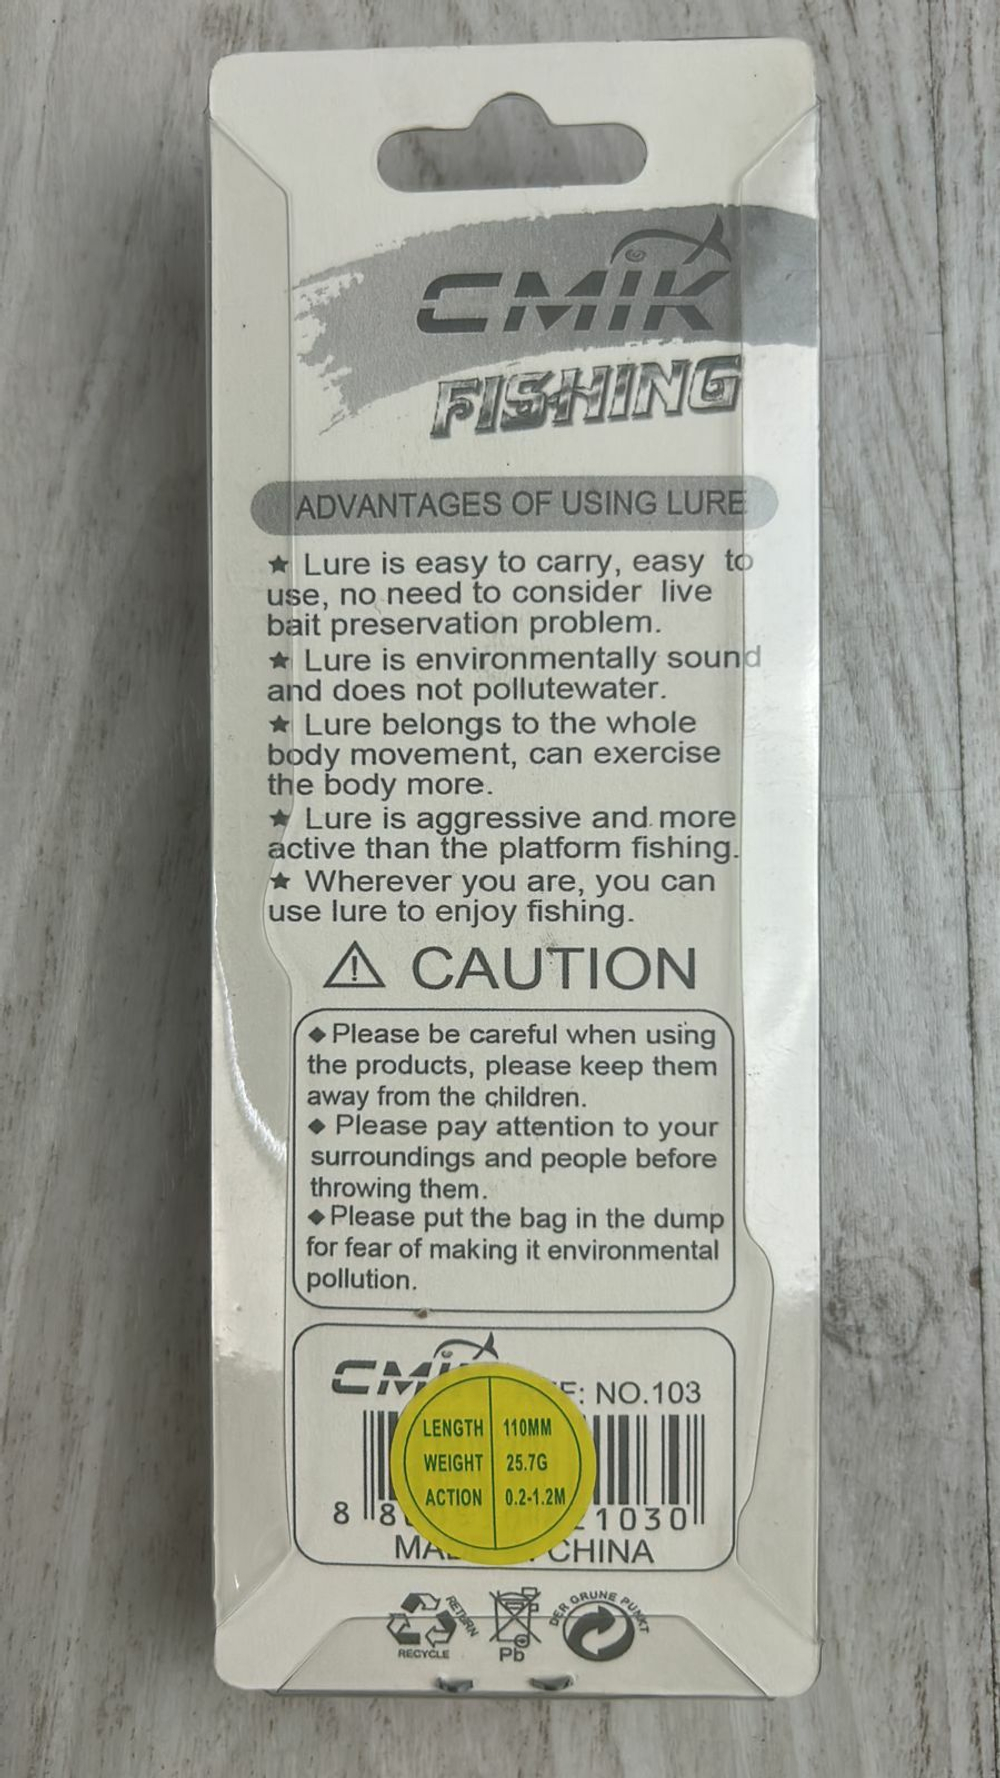 CMIK
FISHING
ADVANTAGES OF USING LURE
★ Lure is easy to carry, easy to
use, no need to consider live
bait preservation problem.
★ Lure is environmentally sound
and does not pollutewater.
★ Lure belongs to the whole
body movement, can exercise
the body more.
★ Lure is aggressive and more
active than the platform fishing.
★ Wherever you are, you can
use lure to enjoy fishing.
CAUTION
◆Please be careful when using
the products, please keep them
away from the children.
◆ Please pay attention to your
surroundings and people before
throwing them.
◆Please put the bag in the dump
for fear of making it environmental
pollution.
NO.103
LENGTH 110MM
WEIGHT 25.7G
ACTION 0.2-1.2M
8 8 1030
CHINA
RETURN
RECYCLE
Pb
DER GRUNE PUNKT